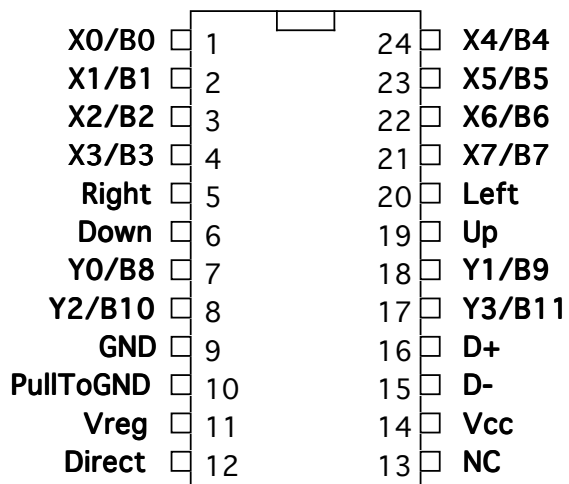 X0/B0 1 24 X4/B4
X1/B1 2 23 X5/B5
X2/B2 3 22 X6/B6
X3/B3 4 21 X7/B7
Right 5 20 Left
Down 6 19 Up
Y0/B8 7 18 Y1/B9
Y2/B10 8 17 Y3/B11
GND 9 16 D+
PullToGND 10 15 D-
Vreg 11 14 Vcc
Direct 12 13 NC